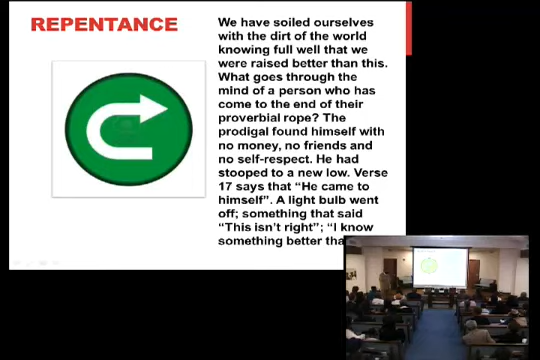 REPENTANCE
We have soiled ourselves
with the dirt of the world
knowing full well that we
were raised better than this.
What goes through the
mind of a person who has
come to the end of their
proverbial rope? The
prodigal found himself with
no money, no friends and
no self-respect. He had
stooped to a new low. Verse
17 says that “He came to
himself”. A light bulb went
off; something that said
“This isn’t right”; “I know
something better